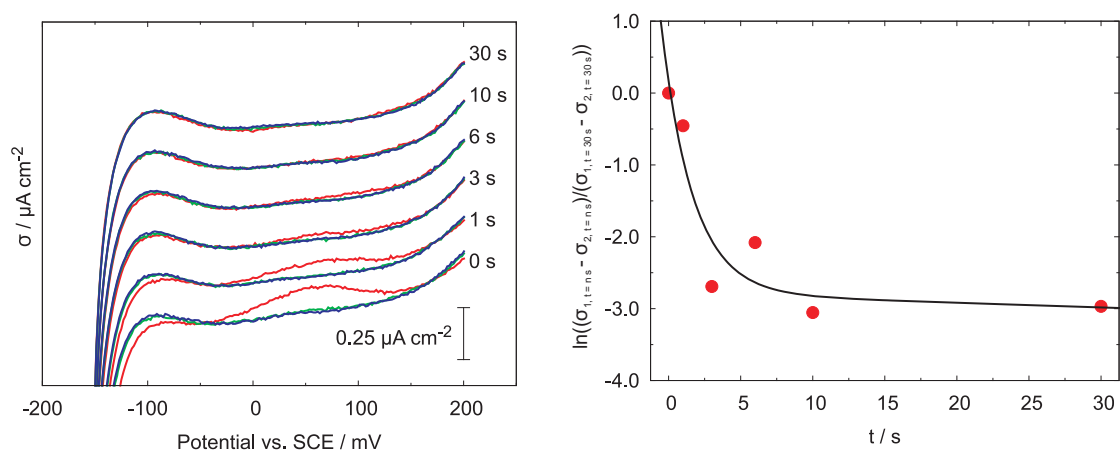 30 s
10 s
6 s
3 s
1 s
0 s
0.25 µA cm-2
σ / µA cm-2
-200
-100
0
100
200
Potential vs. SCE / mV
1.0
0.0
-1.0
-2.0
-3.0
-4.0
ln((σ1, t = n s - σ2, t = n s)/(σ1, t = 30 s - σ2, t = 30 s))
0
5
10
15
20
25
30
t / s